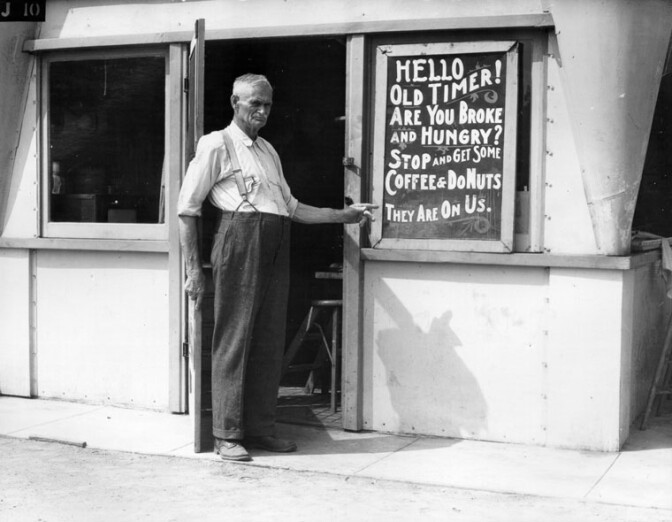 J 10
HELLO
OLD TIMER!
ARE YOU BROKE
AND HUNGRY?
STOP AND GET SOME
COFFEE & DONUTS
THEY ARE ON US.